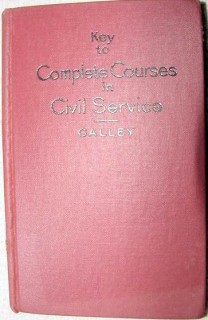 Key
to
Complete Courses
in
Civil Service
GALLEY